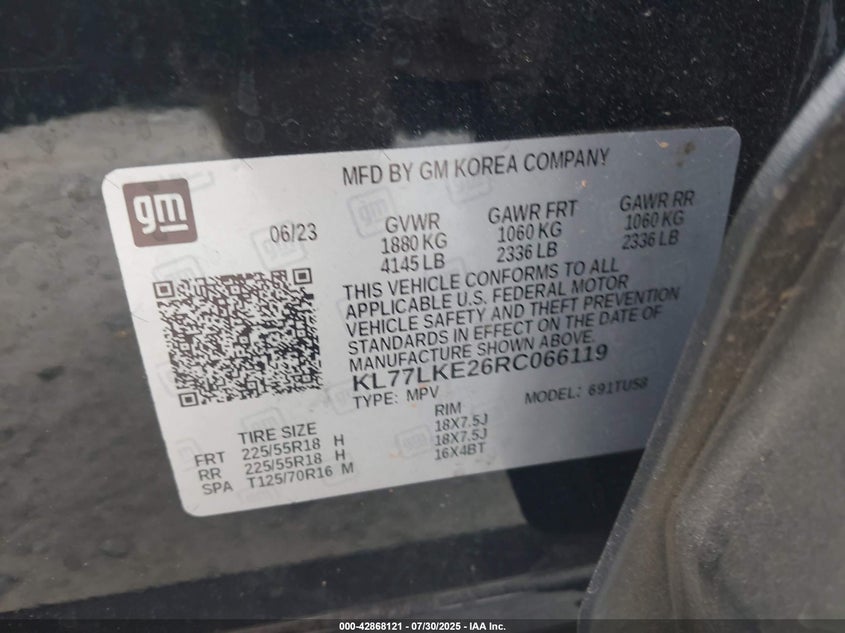 MFD BY GM KOREA COMPANY
gm
06/23
GVWR
1880 KG
4145 LB
GAWR FRT
1060 KG
2336 LB
GAWR RR
1060 KG
2336 LB
THIS VEHICLE CONFORMS TO ALL
APPLICABLE U.S. FEDERAL MOTOR
VEHICLE SAFETY AND THEFT PREVENTION
STANDARDS IN EFFECT ON THE DATE OF
MANUFACTURE SHOWN ABOVE.
KL77LKE26RC066119
TYPE: MPV
MODEL: 691TU58
TIRE SIZE
RIM
FRT 225/55R18 H 18X7.5J
RR 225/55R18 H 18X7.5J
SPA T125/70R16 M 16X4BT
000-42868121 | 07/30/2025 - IAA Inc.